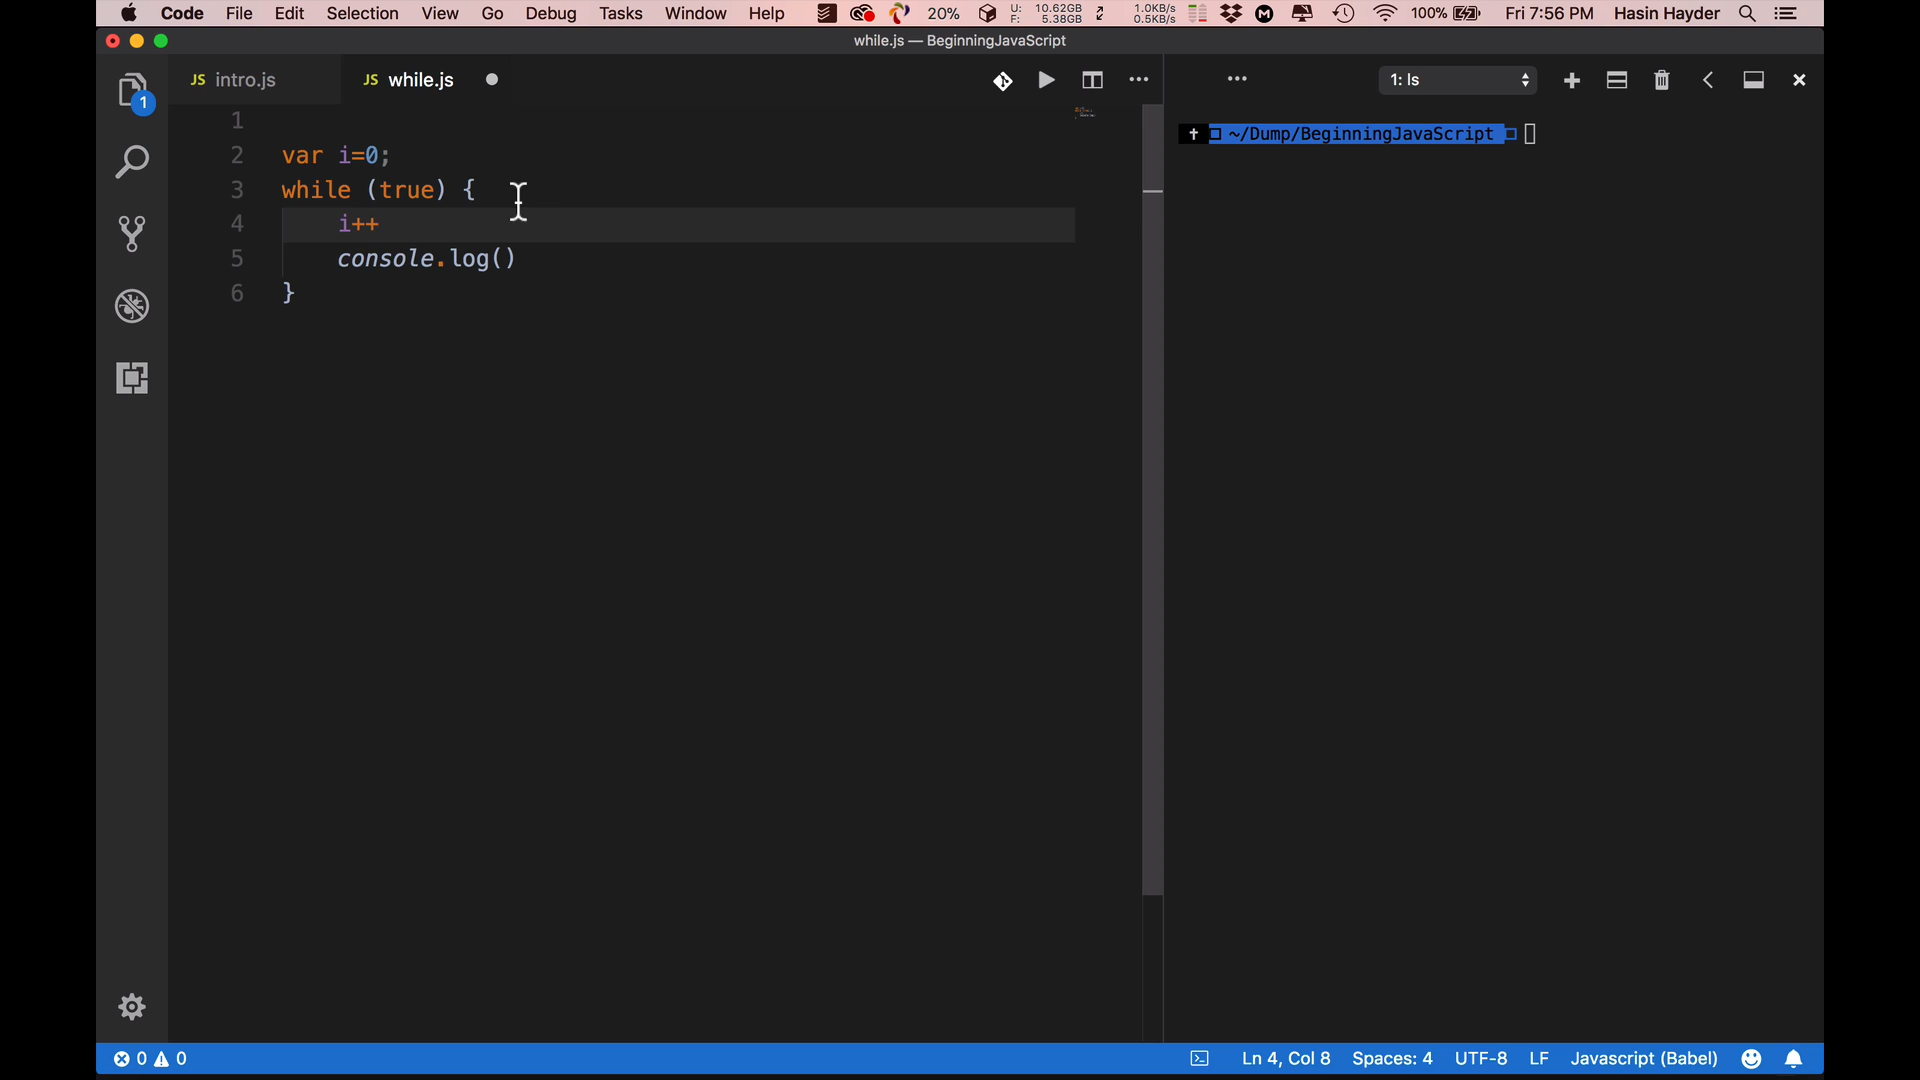 Code File Edit Selection View Go Debug Tasks Window Help 20% U: 10.62GB F: 5.38GB 1.0KB/s 0.5KB/s 100% Fri 7:56 PM Hasin Hayder
while.js — BeginningJavaScript
JS intro.js JS while.js 1: ls
1
1
2 var i=0;
3 while (true) {
4 i++
5 console.log()
6 }
~/Dump/BeginningJavaScript
0 0 Ln 4, Col 8 Spaces: 4 UTF-8 LF Javascript (Babel)